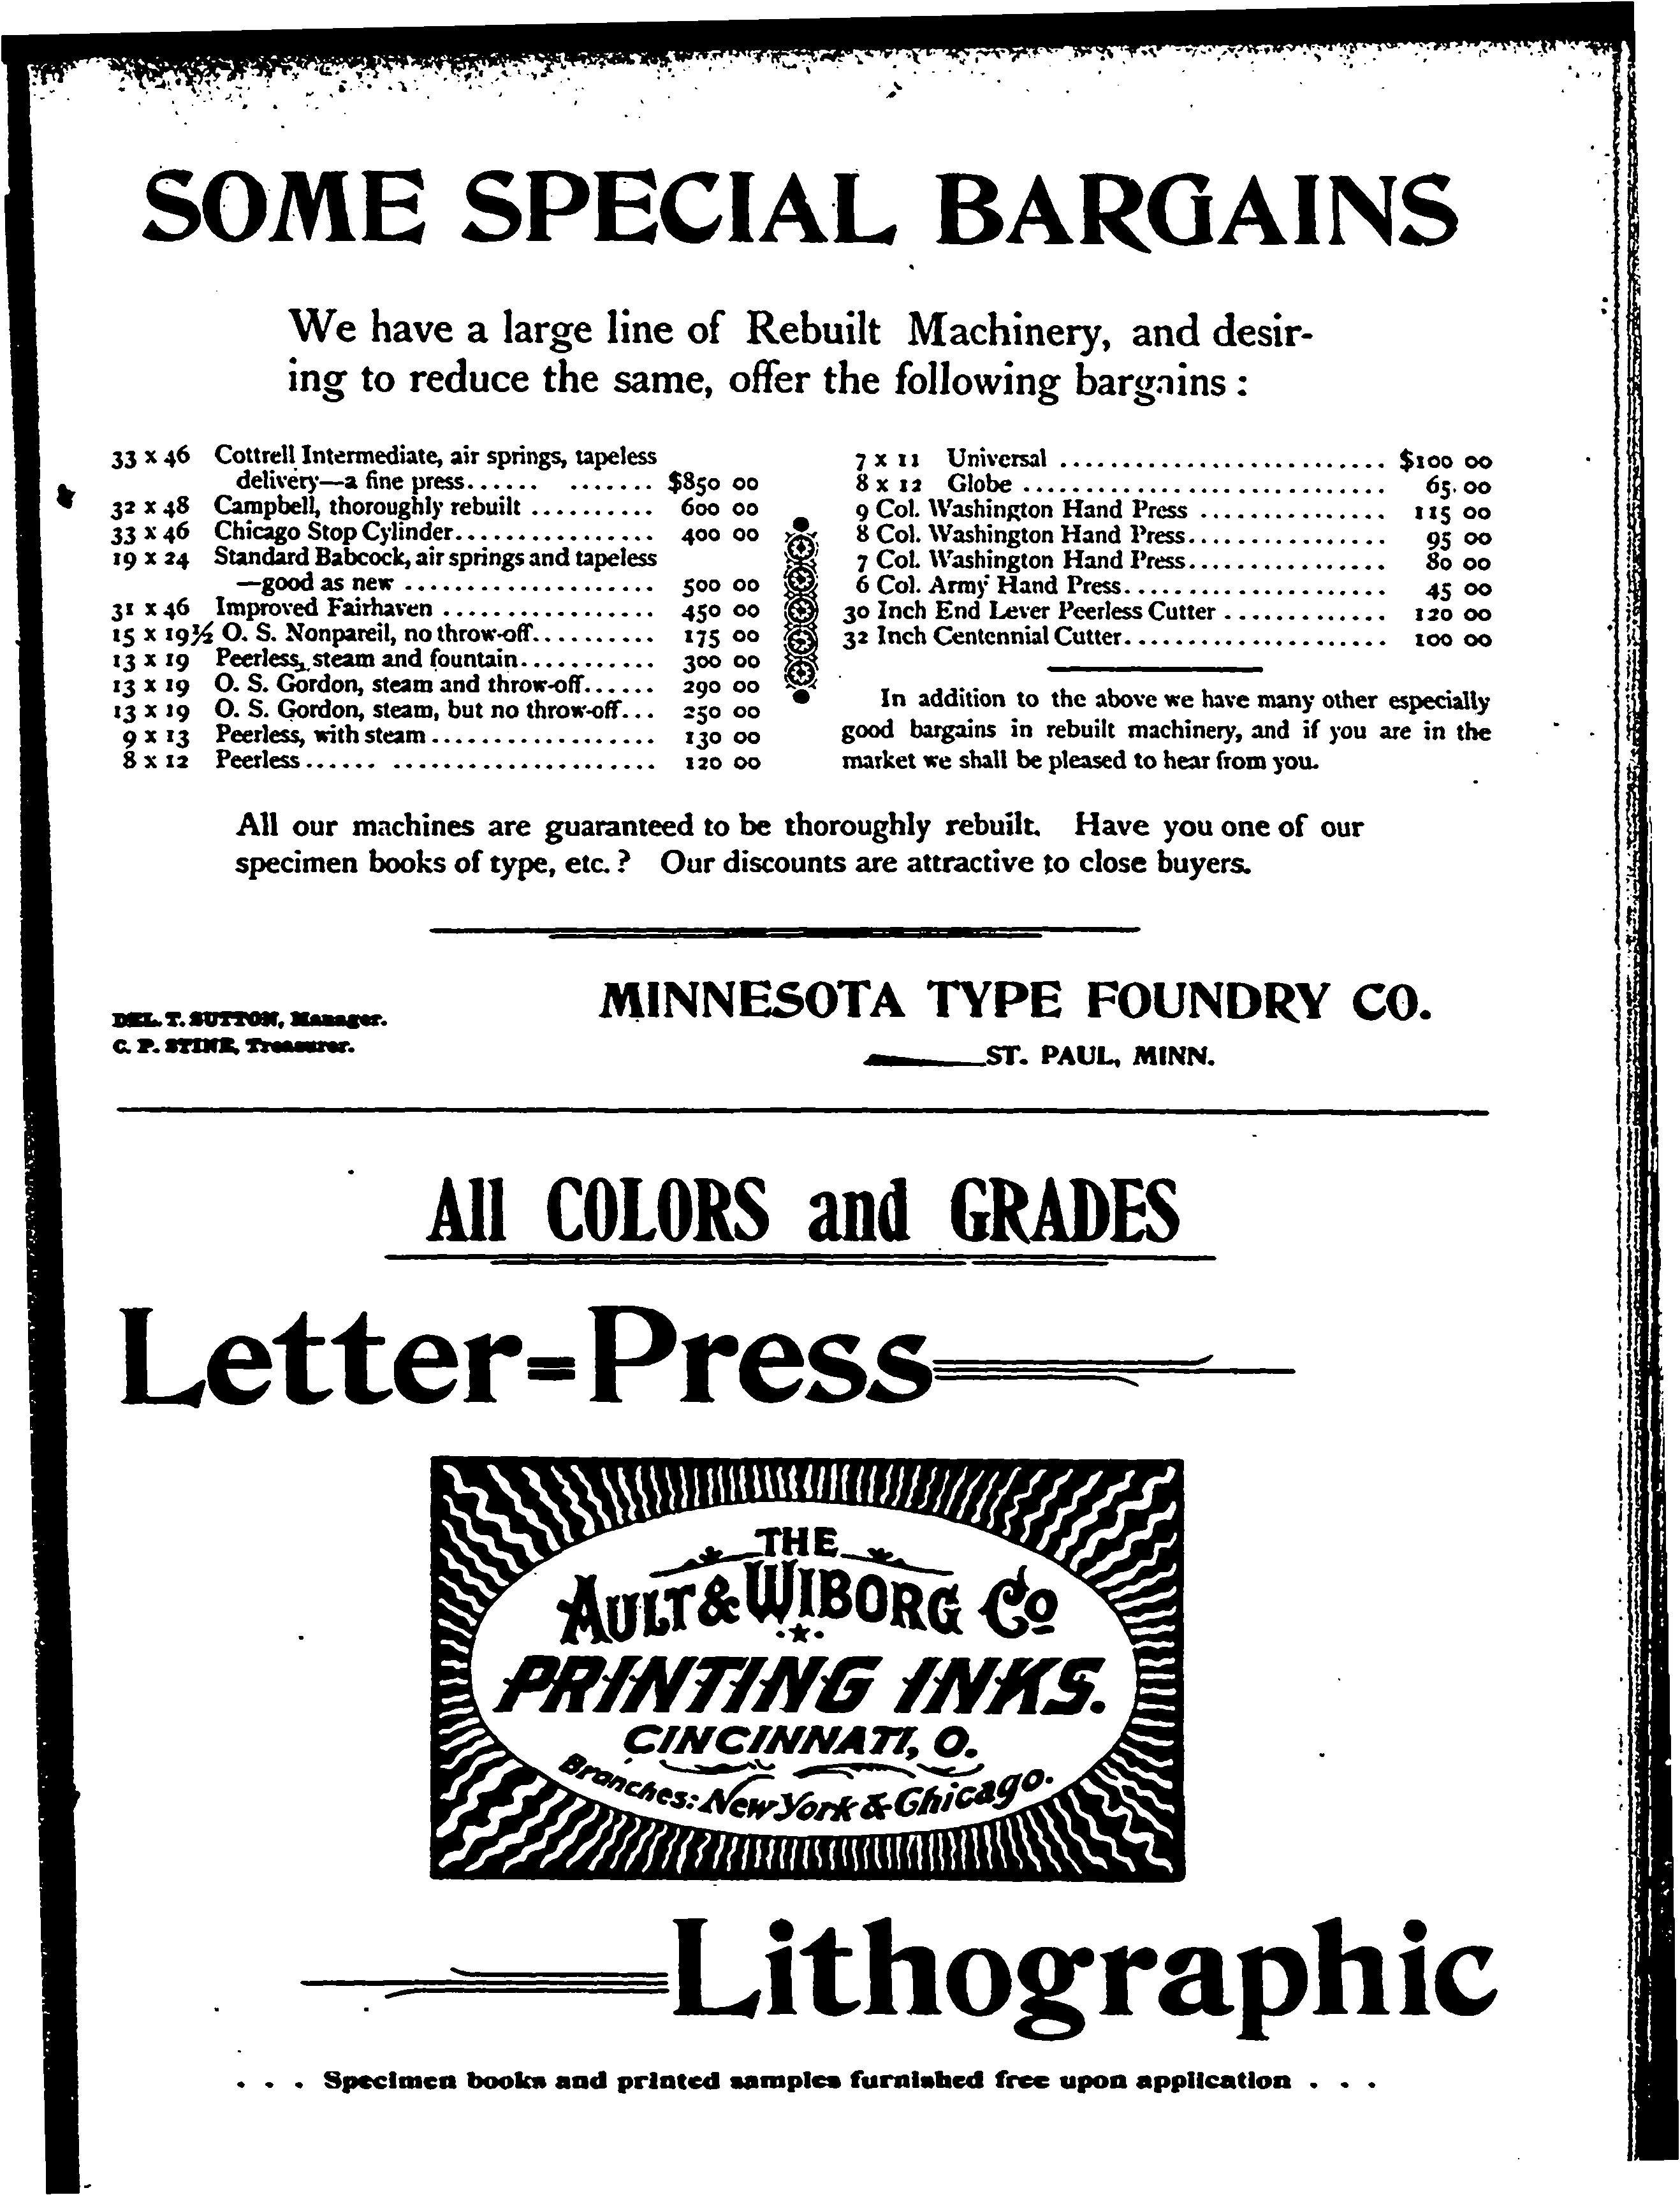 SOME SPECIAL BARGAINS
We have a large line of Rebuilt Machinery, and desir-
ing to reduce the same, offer the following bargains :
33 x 46 Cottrell Intermediate, air springs, tapeless
delivery—a fine press...... ....... $850 00
32 x 48 Campbell, thoroughly rebuilt .......... 600 00
33 x 46 Chicago Stop Cylinder................ 400 00
19 x 24 Standard Babcock, air springs and tapeless
—good as new .................... 500 00
31 x 46 Improved Fairhaven ................. 450 00
15 x 19½ O. S. Nonpareil, no throw-off.......... 175 00
13 x 19 Peerless, steam and fountain........... 300 00
13 x 19 O. S. Gordon, steam and throw-off...... 290 00
13 x 19 O. S. Gordon, steam, but no throw-off... 250 00
9 x 13 Peerless, with steam.................. 130 00
8 x 12 Peerless...... ..................... 120 00
7 x 11 Universal .......................... $100 00
8 x 12 Globe ............................. 65.00
9 Col. Washington Hand Press ............... 115 00
8 Col. Washington Hand Press................ 95 00
7 Col. Washington Hand Press................ 80 00
6 Col. Army Hand Press..................... 45 00
30 Inch End Lever Peerless Cutter ............. 120 00
32 Inch Centennial Cutter..................... 100 00
In addition to the above we have many other especially
good bargains in rebuilt machinery, and if you are in the
market we shall be pleased to hear from you.
All our machines are guaranteed to be thoroughly rebuilt. Have you one of our
specimen books of type, etc. ? Our discounts are attractive to close buyers.
DEL. T. SUTTON, Manager.
C. P. STINE, Treasurer.
MINNESOTA TYPE FOUNDRY CO.
ST. PAUL, MINN.
All COLORS and GRADES
Letter=Press
THE
AULT & WIBORG Co
PRINTING INKS.
CINCINNATI, O.
Branches: New York & Chicago.
Lithographic
. . . Specimen books and printed samples furnished free upon application . . .